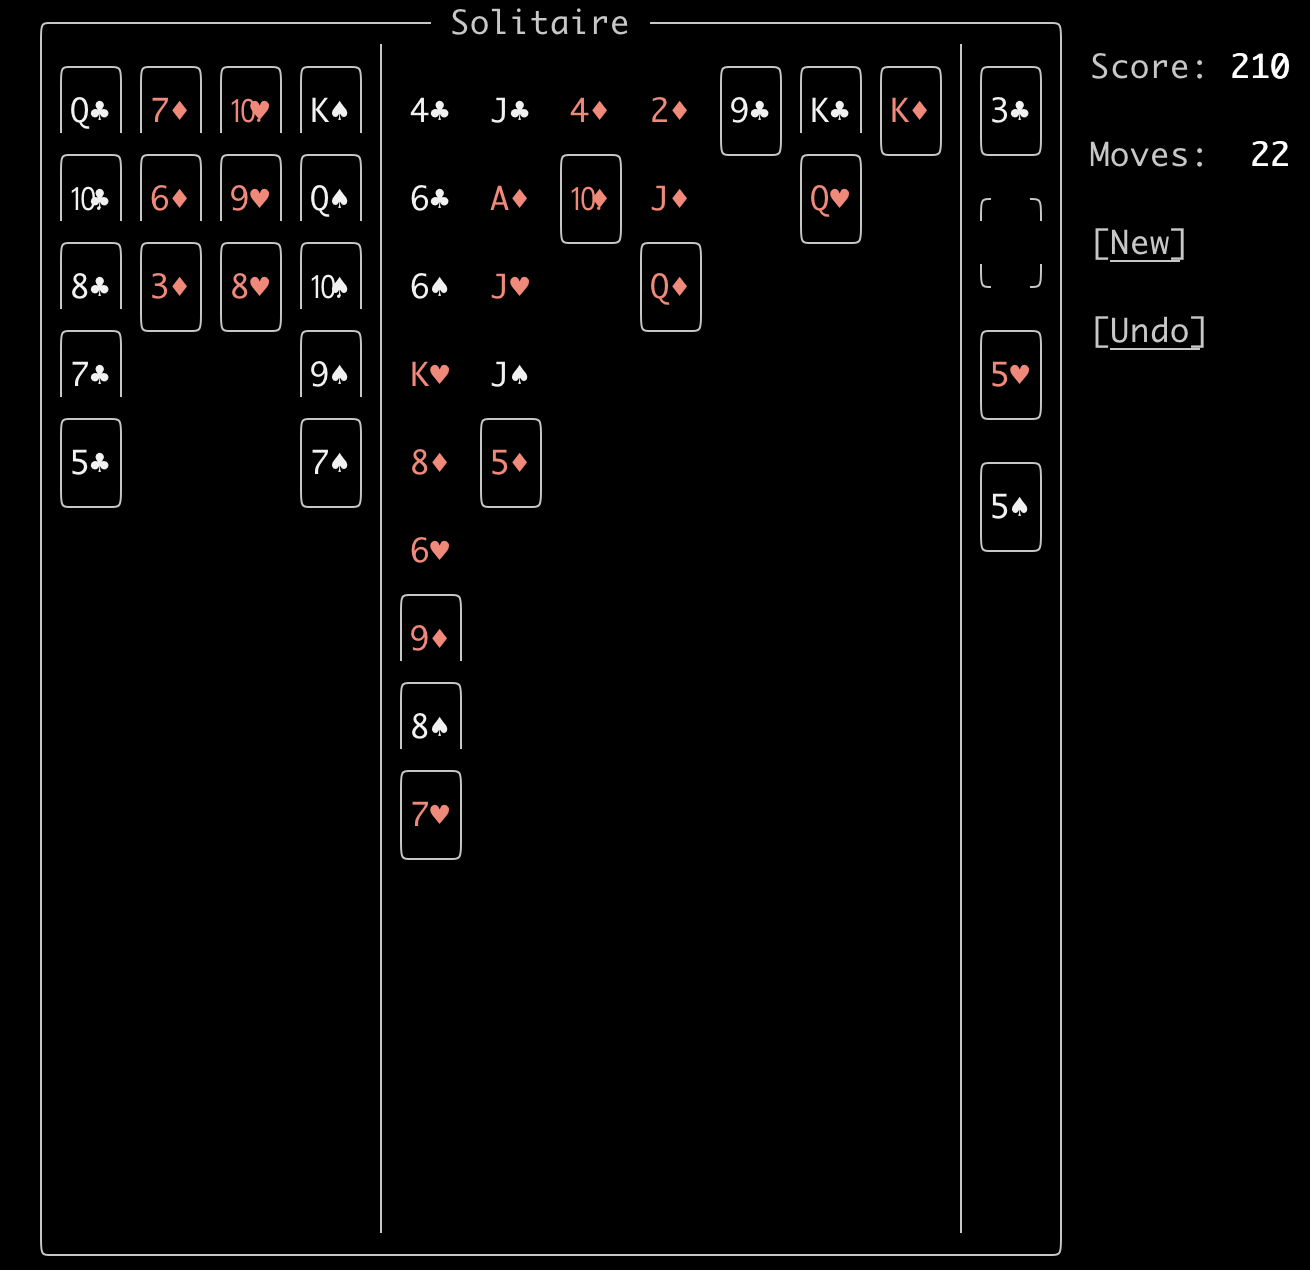 Solitaire
Q♣ 7♦ 10♥ K♠ 4♣ J♣ 4♦ 2♦ 9♣ K♣ K♦ 3♣ Score: 210
Moves: 22
10♣ 6♦ 9♥ Q♠ 6♣ A♦ 10♦ J♦ Q♥
[New]
8♣ 3♦ 8♥ 10♠ 6♠ J♥ Q♦
[Undo]
7♣ 9♠ K♥ J♠ 5♥
5♣ 7♠ 8♦ 5♦
5♠
6♥
9♦
8♠
7♥